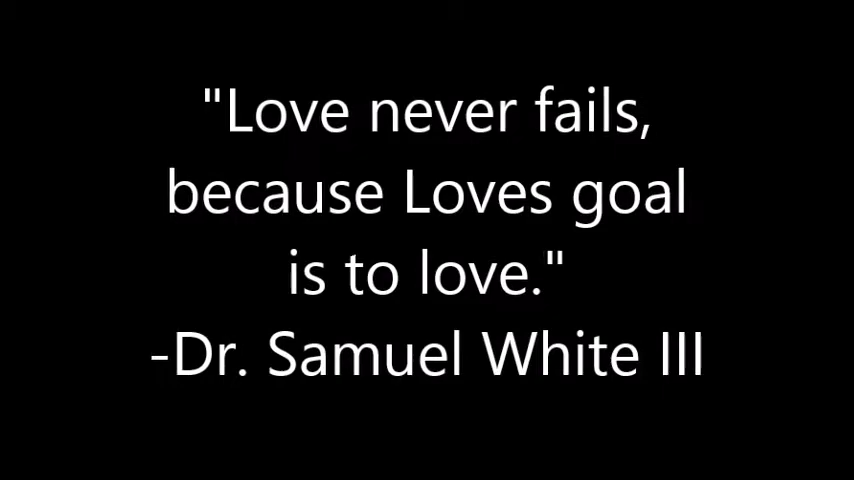 "Love never fails,
because Loves goal
is to love."
-Dr. Samuel White III